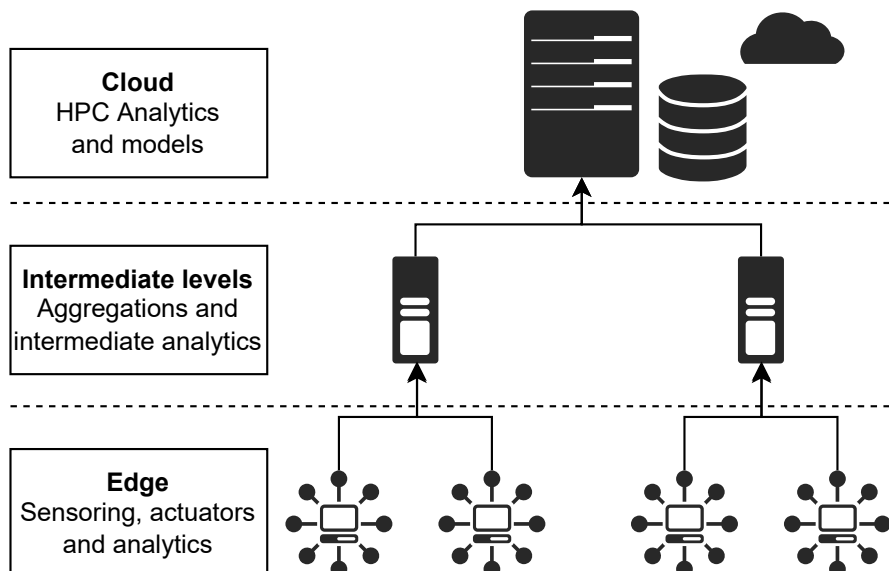 Cloud
HPC Analytics
and models
Intermediate levels
Aggregations and
intermediate analytics
Edge
Sensoring, actuators
and analytics